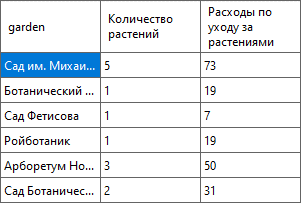 garden
Количество растений
Расходы по уходу за растениями
Сад им. Михаи... 5 73
Ботанический ... 1 19
Сад Фетисова 1 7
Ройботаник 1 19
Арборетум Но... 3 50
Сад Ботаничес... 2 31